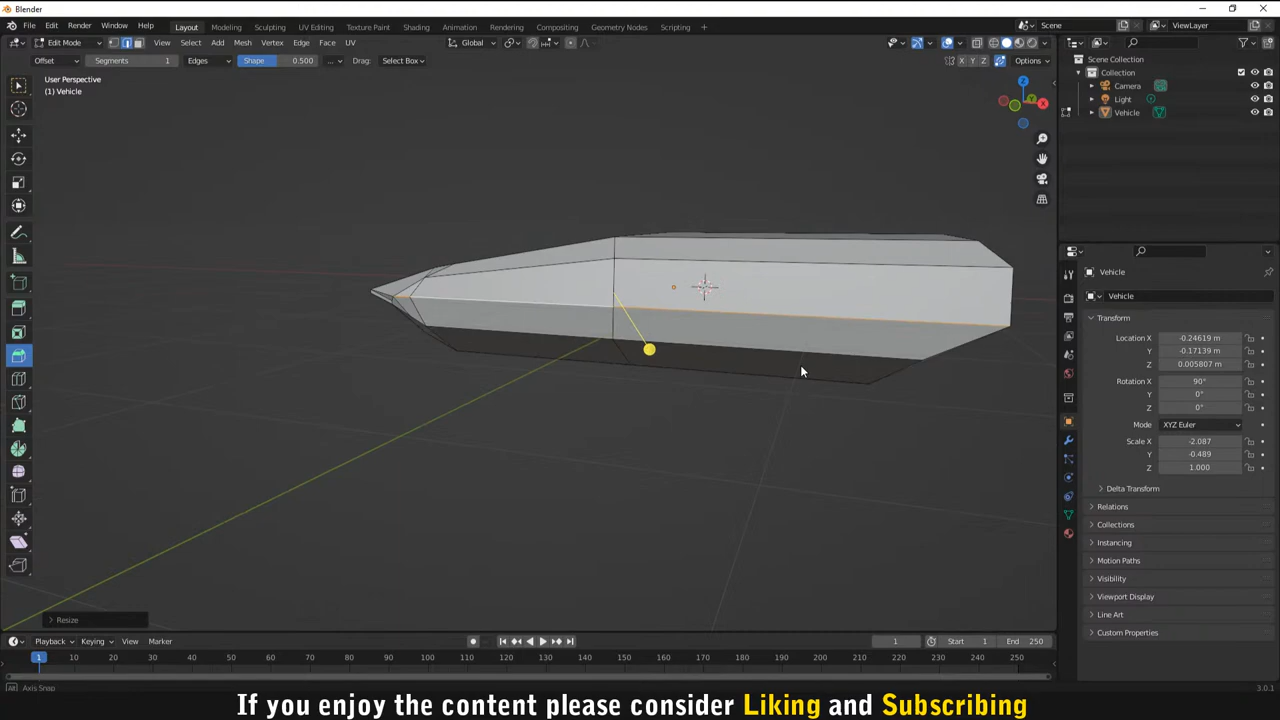 Blender
File Edit Render Window Help Layout Modeling Sculpting UV Editing Texture Paint Shading Animation Rendering Compositing Geometry Nodes Scripting + Scene ViewLayer
Edit Mode View Select Add Mesh Vertex Edge Face UV Global
Offset Segments 1 Edges Shape 0.500 ... Drag: Select Box X Y Z Options
User Perspective
(1) Vehicle
Z
Y
X
Scene Collection
Collection
Camera
Light
Vehicle
Vehicle
Vehicle
Transform
Location X -0.24619 m
Y -0.17139 m
Z 0.005807 m
Rotation X 90°
Y 0°
Z 0°
Mode XYZ Euler
Scale X -2.087
Y -0.489
Z 1.000
Delta Transform
Relations
Collections
Instancing
Motion Paths
Visibility
Viewport Display
Line Art
Custom Properties
Resize
Playback Keying View Marker 1 Start 1 End 250
1 10 20 30 40 50 60 70 80 90 100 110 120 130 140 150 160 170 180 190 200 210 220 230 240 250
Axis Snap 3.0.1
If you enjoy the content please consider Liking and Subscribing